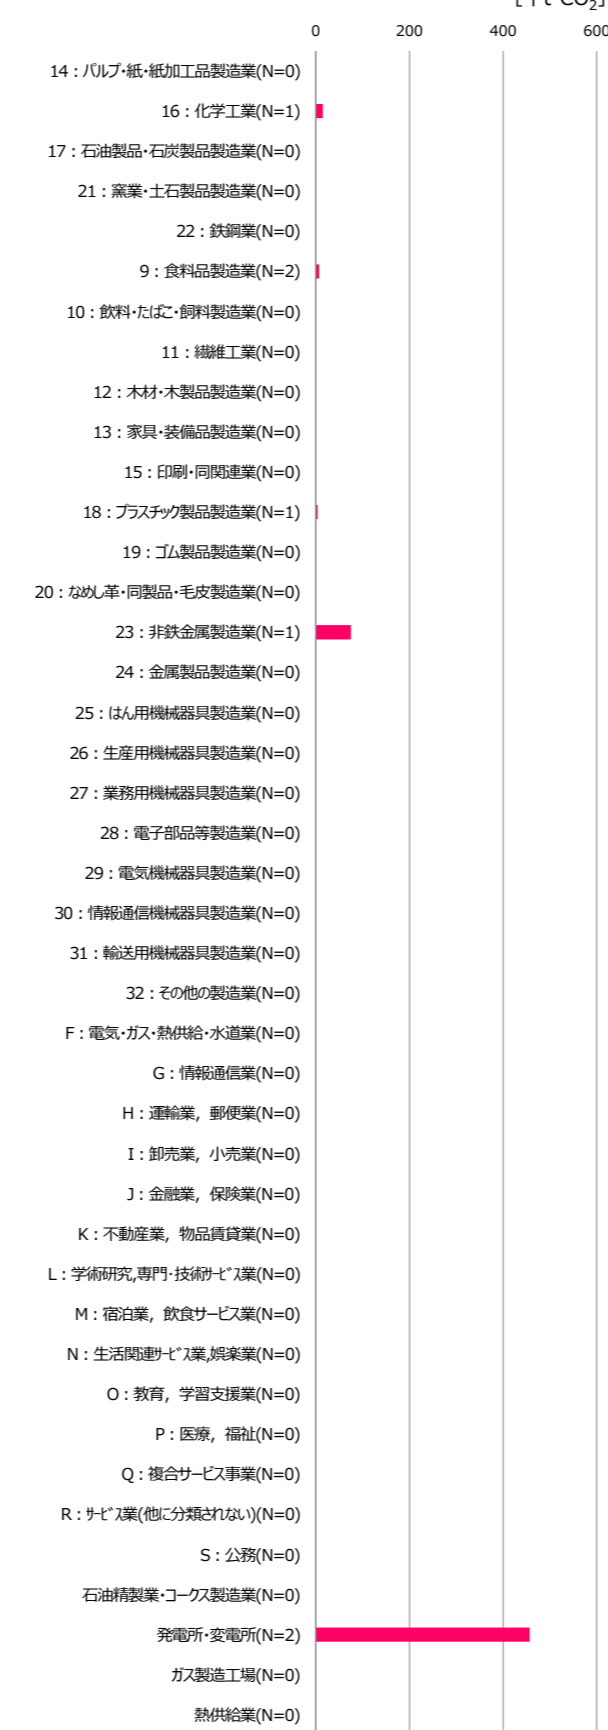 [千t-CO2]
0 200 400 600
14：パルプ・紙・紙加工品製造業(N=0)
16：化学工業(N=1)
17：石油製品・石炭製品製造業(N=0)
21：窯業・土石製品製造業(N=0)
22：鉄鋼業(N=0)
9：食料品製造業(N=2)
10：飲料・たばこ・飼料製造業(N=0)
11：繊維工業(N=0)
12：木材・木製品製造業(N=0)
13：家具・装備品製造業(N=0)
15：印刷・同関連業(N=0)
18：プラスチック製品製造業(N=1)
19：ゴム製品製造業(N=0)
20：なめし革・同製品・毛皮製造業(N=0)
23：非鉄金属製造業(N=1)
24：金属製品製造業(N=0)
25：はん用機械器具製造業(N=0)
26：生産用機械器具製造業(N=0)
27：業務用機械器具製造業(N=0)
28：電子部品等製造業(N=0)
29：電気機械器具製造業(N=0)
30：情報通信機械器具製造業(N=0)
31：輸送用機械器具製造業(N=0)
32：その他の製造業(N=0)
F：電気・ガス・熱供給・水道業(N=0)
G：情報通信業(N=0)
H：運輸業，郵便業(N=0)
I：卸売業，小売業(N=0)
J：金融業，保険業(N=0)
K：不動産業，物品賃貸業(N=0)
L：学術研究,専門・技術ｻｰﾋﾞｽ業(N=0)
M：宿泊業，飲食サービス業(N=0)
N：生活関連ｻｰﾋﾞｽ業,娯楽業(N=0)
O：教育，学習支援業(N=0)
P：医療，福祉(N=0)
Q：複合サービス事業(N=0)
R：ｻｰﾋﾞｽ業(他に分類されない)(N=0)
S：公務(N=0)
石油精製業・コークス製造業(N=0)
発電所・変電所(N=2)
ガス製造工場(N=0)
熱供給業(N=0)